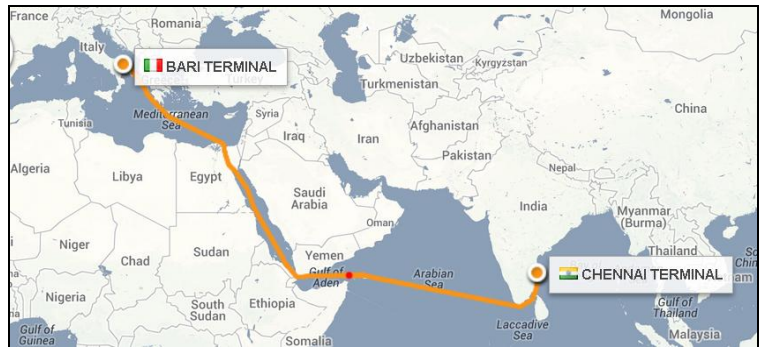 France
Romania
Mongolia
Italy
BARI TERMINAL
Uzbekistan
Kyrgyzstan
Greece
Turkey
Turkmenistan
Mediterranean
Sea
Tunisia
Syria
China
Iraq
Iran
Afghanistan
Pakistan
Algeria
Libya
Egypt
Nepal
Saudi
Arabia
India
Myanmar
(Burma)
Oman
Niger
Chad
Sudan
Yemen
Thailand
Gulf of
Aden
Arabian
Sea
CHENNAI TERMINAL
Nigeria
South
Sudan
Ethiopia
Gulf of
Thailand
Laccadive
Sea
Gulf of
Guinea
Somalia
Malaysia